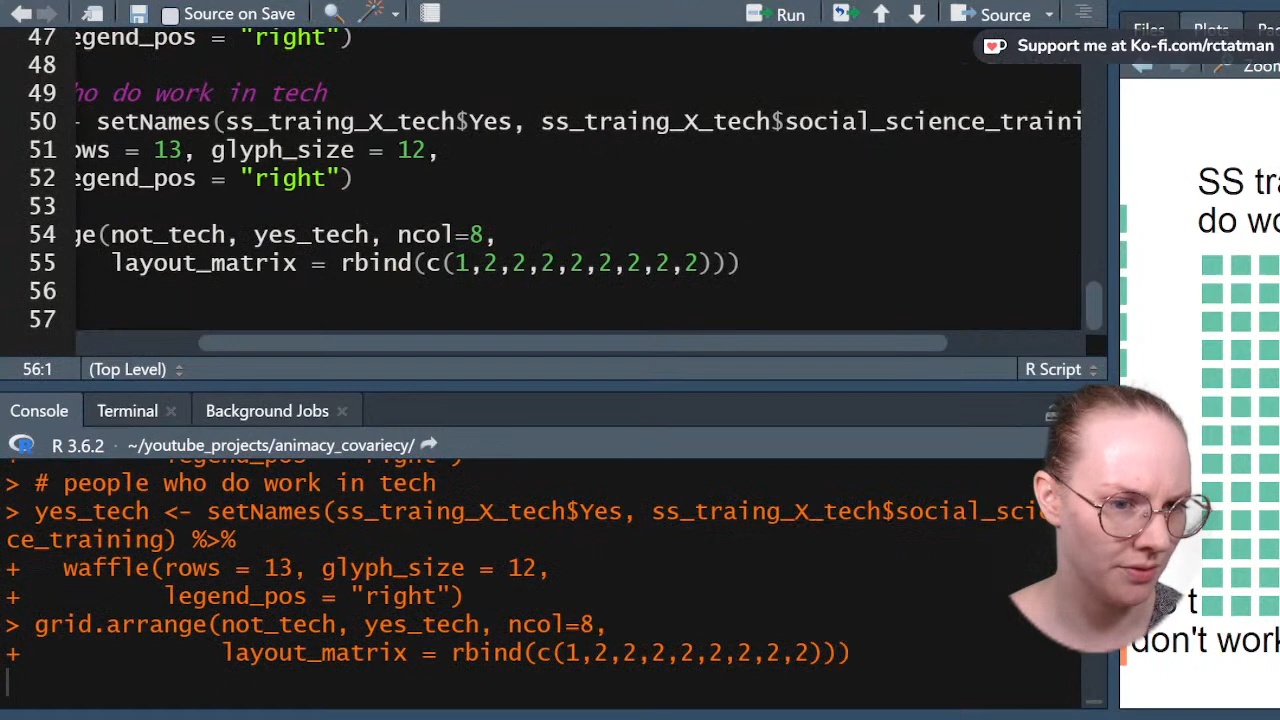 Source on Save
Run
Source
Files
Plots
Support me at Ko-fi.com/rctatman
Zoom
47 egend_pos = "right")
48
49 ho do work in tech
50 - setNames(ss_traing_X_tech$Yes, ss_traing_X_tech$social_science_traini
51 ows = 13, glyph_size = 12,
52 egend_pos = "right")
53
54 ge(not_tech, yes_tech, ncol=8,
55 layout_matrix = rbind(c(1,2,2,2,2,2,2,2,2)))
56
57
56:1 (Top Level) R Script
Console Terminal Background Jobs
R 3.6.2 · ~/youtube_projects/animacy_covariecy/
+ legend_pos = "right")
> # people who do work in tech
> yes_tech <- setNames(ss_traing_X_tech$Yes, ss_traing_X_tech$social_scie
ce_training) %>%
+ waffle(rows = 13, glyph_size = 12,
+ legend_pos = "right")
> grid.arrange(not_tech, yes_tech, ncol=8,
+ layout_matrix = rbind(c(1,2,2,2,2,2,2,2,2)))
SS tra
do wo
don't work